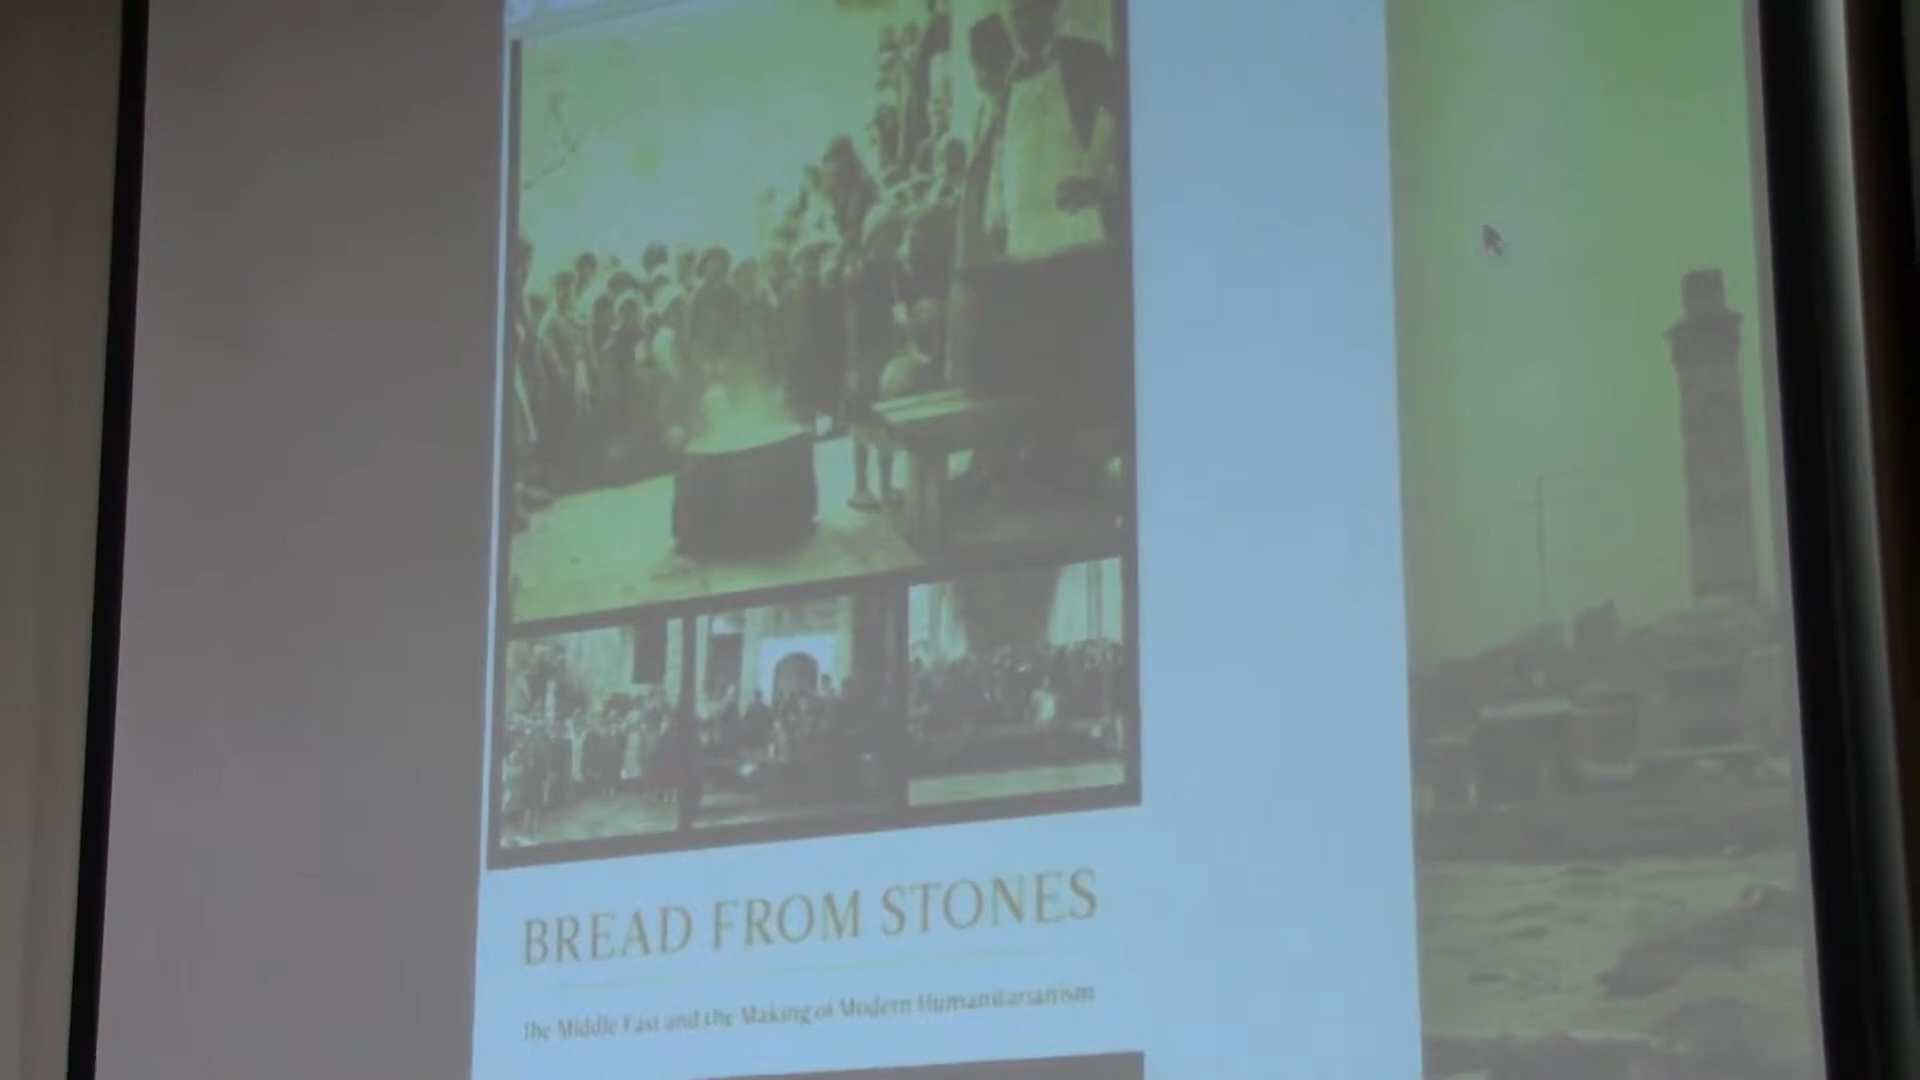 BREAD FROM STONES
The Middle East and the Making of Modern Humanitarianism